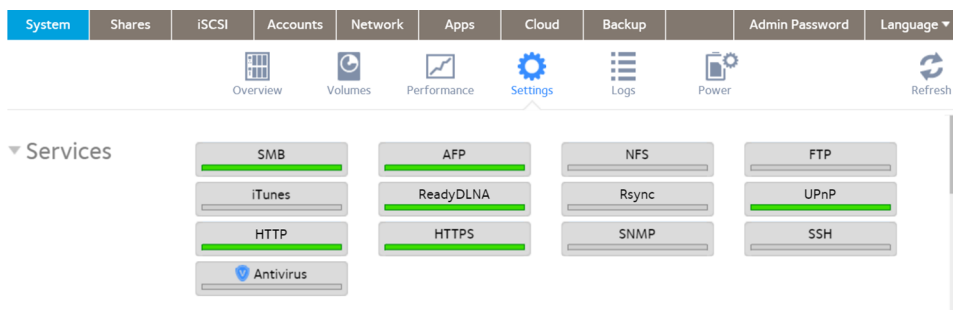 System Shares iSCSI Accounts Network Apps Cloud Backup Admin Password Language
Overview Volumes Performance Settings Logs Power Refresh
Services
SMB AFP NFS FTP
iTunes ReadyDLNA Rsync UPnP
HTTP HTTPS SNMP SSH
V Antivirus